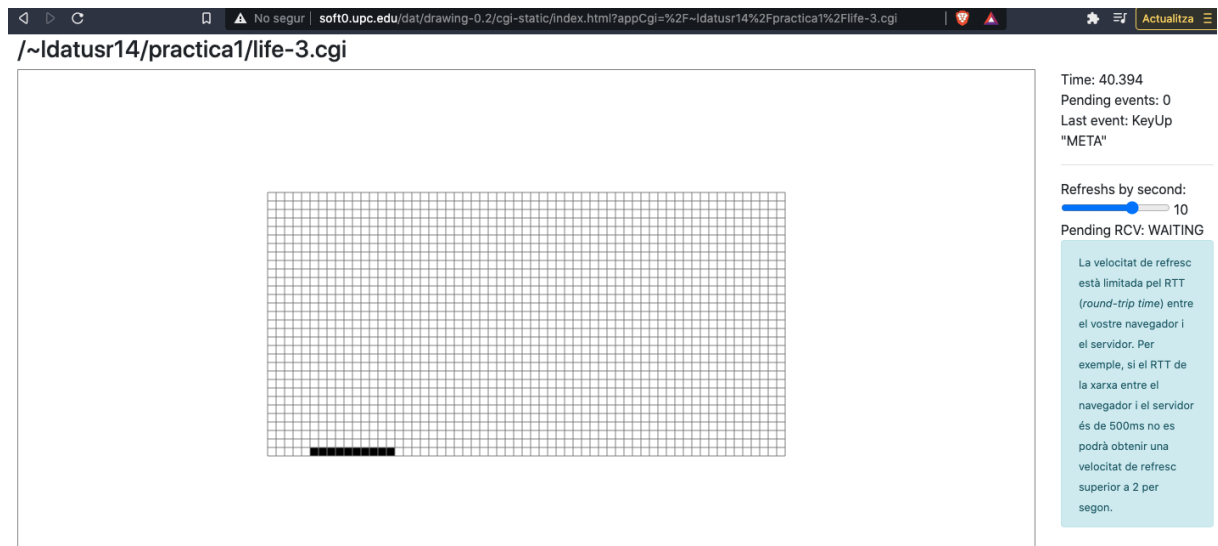 No segur | soft0.upc.edu/dat/drawing-0.2/cgi-static/index.html?appCgi=%2F~ldatusr14%2Fpractica1%2Flife-3.cgi
Actualitza
/~ldatusr14/practica1/life-3.cgi
Time: 40.394
Pending events: 0
Last event: KeyUp
"META"
Refreshs by second:
10
Pending RCV: WAITING
La velocitat de refresc
està limitada pel RTT
(round-trip time) entre
el vostre navegador i
el servidor. Per
exemple, si el RTT de
la xarxa entre el
navegador i el servidor
és de 500ms no es
podrà obtenir una
velocitat de refresc
superior a 2 per
segon.